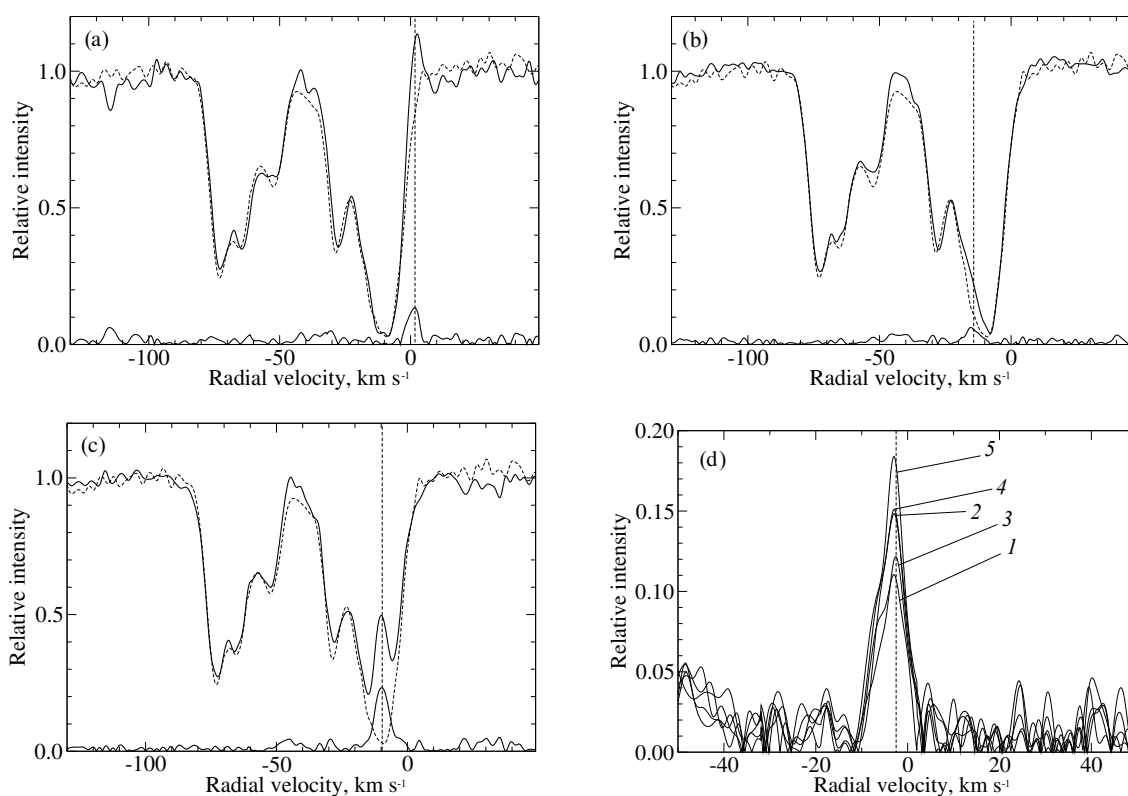 (a)
1.0
0.5
0.0
Relative intensity
-100
-50
0
Radial velocity, km s-1
(b)
1.0
0.5
0.0
Relative intensity
-100
-50
0
Radial velocity, km s-1
(c)
1.0
0.5
0.0
Relative intensity
-100
-50
0
Radial velocity, km s-1
(d)
0.20
0.15
0.10
0.05
0.00
Relative intensity
5
4
2
3
1
-40
-20
0
20
40
Radial velocity, km s-1